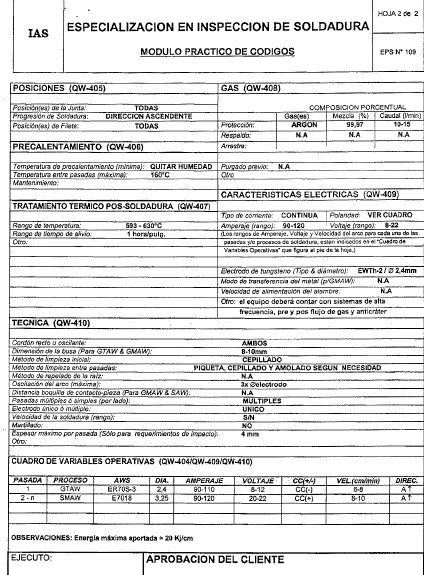 HOJA 2 de 2
IAS
ESPECIALIZACION EN INSPECCION DE SOLDADURA
MODULO PRACTICO DE CODIGOS
EPS Nº 109
POSICIONES (QW-405)
Posición(es) de la Junta: TODAS
Progresión de Soldadura: DIRECCION ASCENDENTE
Posición(es) de Filete: TODAS
GAS (QW-408)
COMPOSICION PORCENTUAL
Gas(es) Mezcla (%) Caudal (l/min)
Protección: ARGON 99,97 10-15
Respaldo: N.A N.A N.A
Arrastre:
PRECALENTAMIENTO (QW-406)
Temperatura de precalentamiento (mínima): QUITAR HUMEDAD
Temperatura entre pasadas (máxima): 160ºC
Mantenimiento:
Purgado previo: N.A
Otro
CARACTERISTICAS ELECTRICAS (QW-409)
TRATAMIENTO TERMICO POS-SOLDADURA (QW-407)
Rango de temperatura: 593 - 630ºC
Rango de tiempo de alivio: 1 hora/pulg.
Otro:
Tipo de corriente: CONTINUA Polaridad: VER CUADRO
Amperaje (rango): 90-120 Voltaje (rango): 8-22
(Los rangos de Amperaje, Voltaje y Velocidad del arco para cada una de las
pasadas y/o procesos de soldadura, están indicados en el "Cuadro de
Variables Operativas" que figura al pie de la hoja.)
Electrodo de tungsteno (Tipo & diámetro): EWTh-2 / Ø 2,4mm
Modo de transferencia del metal (p/GMAW): N.A
Velocidad de alimentación del alambre: N.A
Otro: el equipo deberá contar con sistemas de alta
frecuencia, pre y pos flujo de gas y anticráter
TECNICA (QW-410)
Cordón recto u oscilante: AMBOS
Dimensión de la busa (Para GTAW & GMAW): 8-10mm
Método de limpieza inicial: CEPILLADO
Método de limpieza entre pasadas: PIQUETA, CEPILLADO Y AMOLADO SEGUN NECESIDAD
Método de repelado de la raíz: N.A
Oscilación del arco (máxima): 3x Øelectrodo
Distancia boquilla de contacto-pieza (Para GMAW & SAW): N.A
Pasadas múltiples ó simples (por lado): MULTIPLES
Electrodo único ó múltiple: UNICO
Velocidad de la soldadura (rango): S/N
Martillado: NO
Espesor máximo por pasada (Sólo para requerimientos de impacto): 4 mm
Otro:
CUADRO DE VARIABLES OPERATIVAS (QW-404/QW-409/QW-410)
PASADA PROCESO AWS DIA. AMPERAJE VOLTAJE CC(+/-) VEL.(cm/min) DIREC.
1 GTAW ER70S-3 2,4 90-110 8-12 CC(-) 6-8 A↑
2 - n SMAW E7018 3,25 90-120 20-22 CC(+) 8-10 A↑
OBSERVACIONES: Energía máxima aportada = 20 Kj/cm
EJECUTO: APROBACION DEL CLIENTE